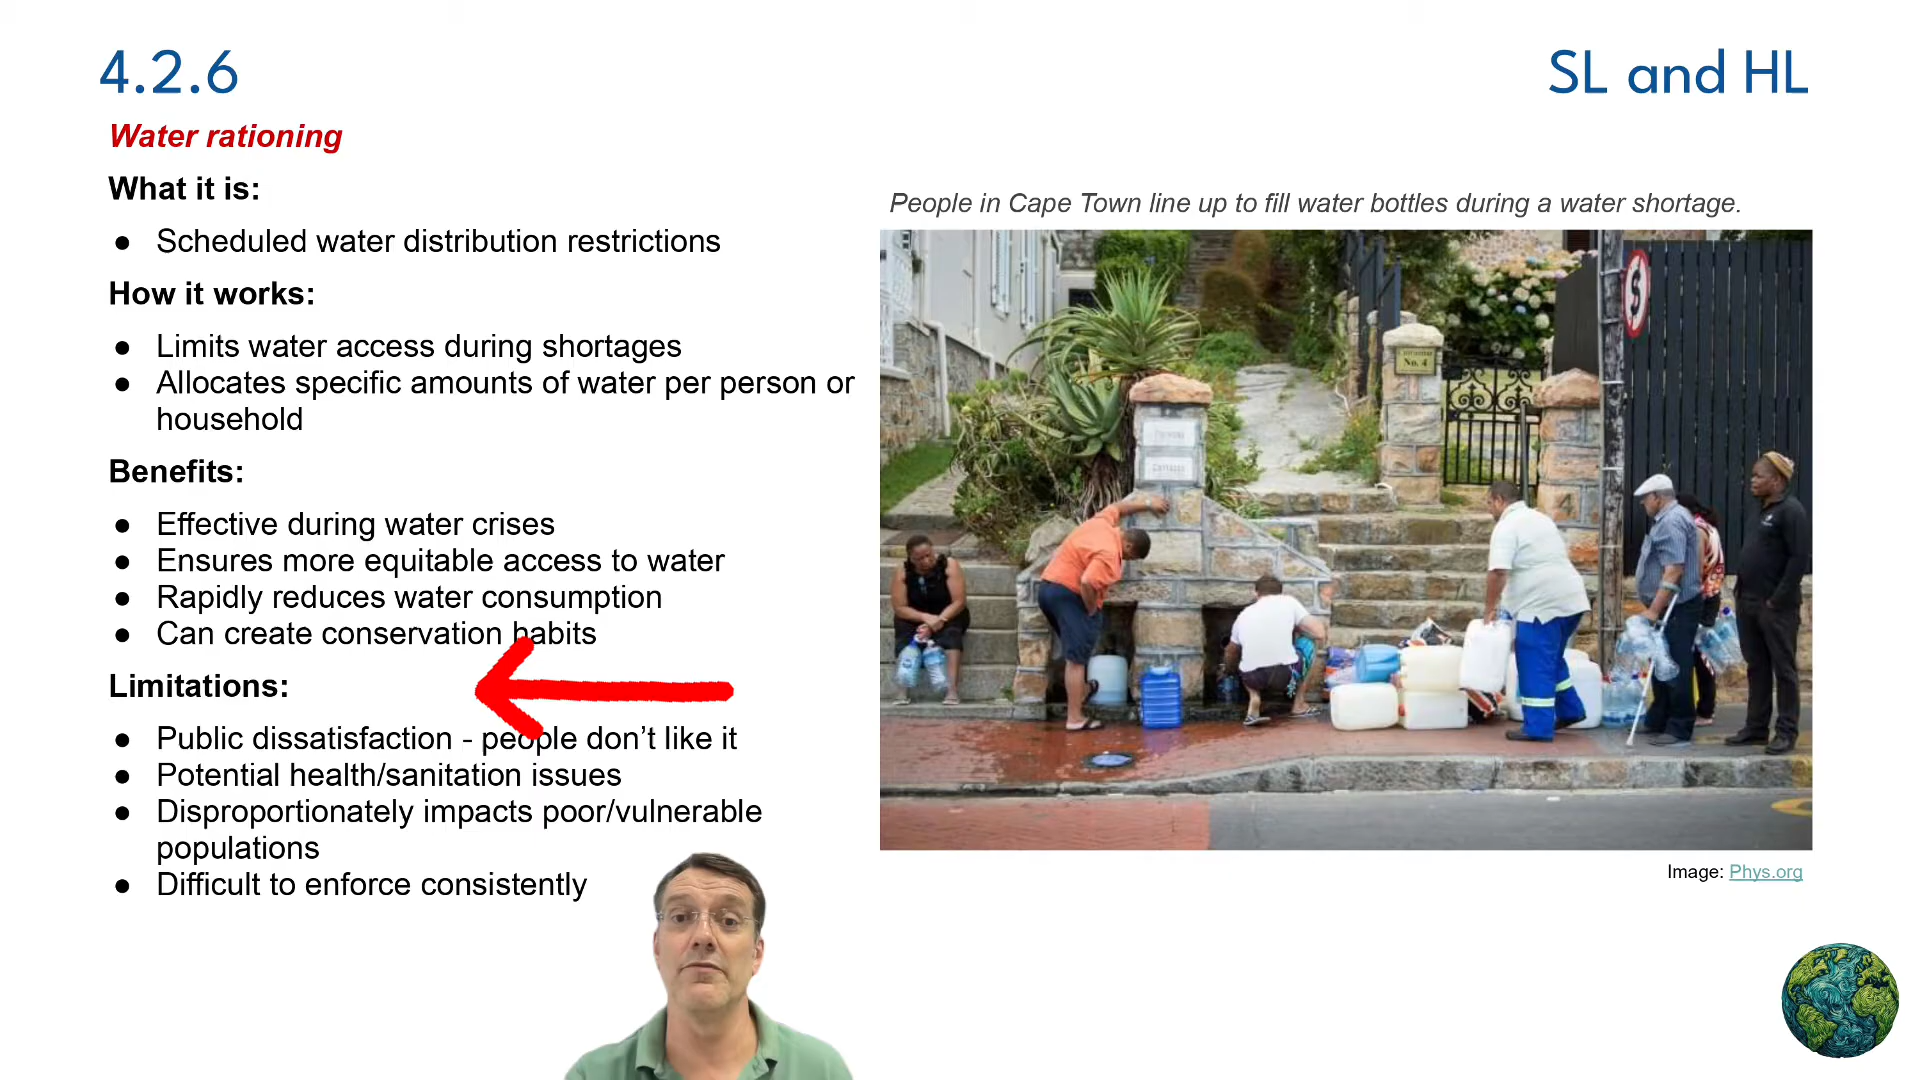 4.2.6
SL and HL
Water rationing
What it is:
● Scheduled water distribution restrictions
How it works:
● Limits water access during shortages
● Allocates specific amounts of water per person or
household
Benefits:
● Effective during water crises
● Ensures more equitable access to water
● Rapidly reduces water consumption
● Can create conservation habits
Limitations:
● Public dissatisfaction - people don’t like it
● Potential health/sanitation issues
● Disproportionately impacts poor/vulnerable
populations
● Difficult to enforce consistently
People in Cape Town line up to fill water bottles during a water shortage.
No. 4
Image: Phys.org